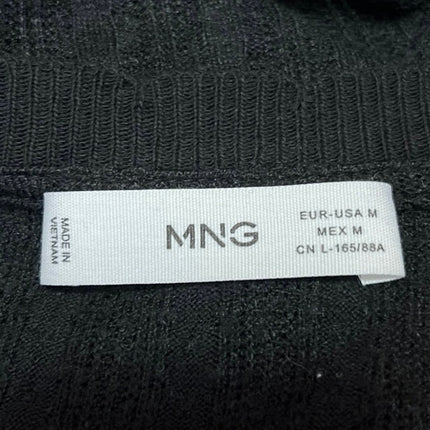 MADE IN
VIETNAM
MNG
EUR-USA M
MEX M
CN L-165/88A